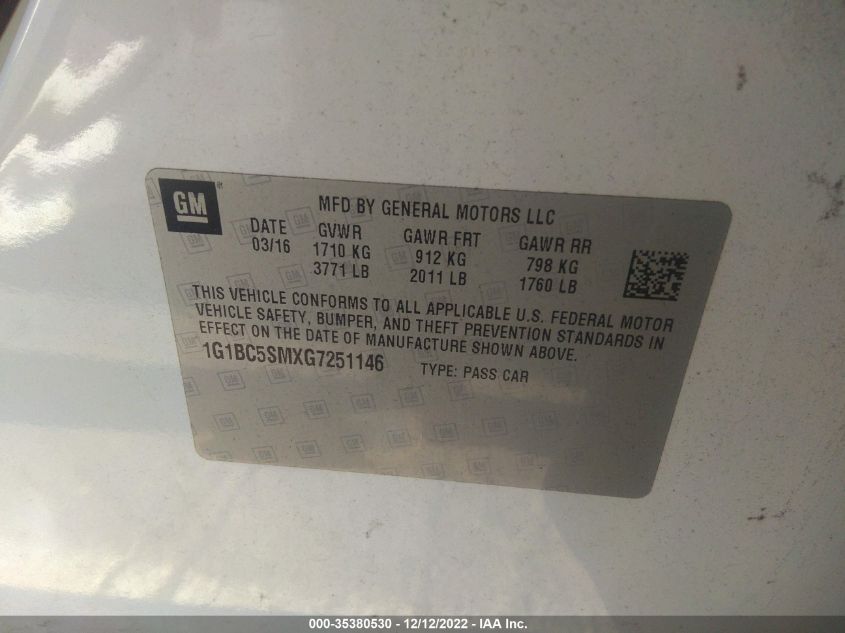 GM
MFD BY GENERAL MOTORS LLC
DATE GVWR GAWR FRT GAWR RR
03/16 1710 KG 912 KG 798 KG
3771 LB 2011 LB 1760 LB
THIS VEHICLE CONFORMS TO ALL APPLICABLE U.S. FEDERAL MOTOR
VEHICLE SAFETY, BUMPER, AND THEFT PREVENTION STANDARDS IN
EFFECT ON THE DATE OF MANUFACTURE SHOWN ABOVE.
1G1BC5SMXG7251146 TYPE: PASS CAR
000-35380530 - 12/12/2022 - IAA Inc.